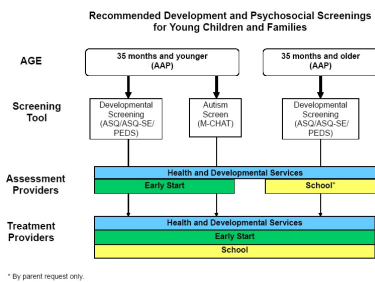 Recommended Development and Psychosocial Screenings
for Young Children and Families
AGE
35 months and younger
(AAP)
35 months and older
(AAP)
Screening
Tool
Developmental
Screening
(ASQ/ASQ-SE/
PEDS)
Autism
Screen
(M-CHAT)
Developmental
Screening
(ASQ/ASQ-SE/
PEDS)
Assessment
Providers
Health and Developmental Services
Early Start
School*
Treatment
Providers
Health and Developmental Services
Early Start
School
* By parent request only.